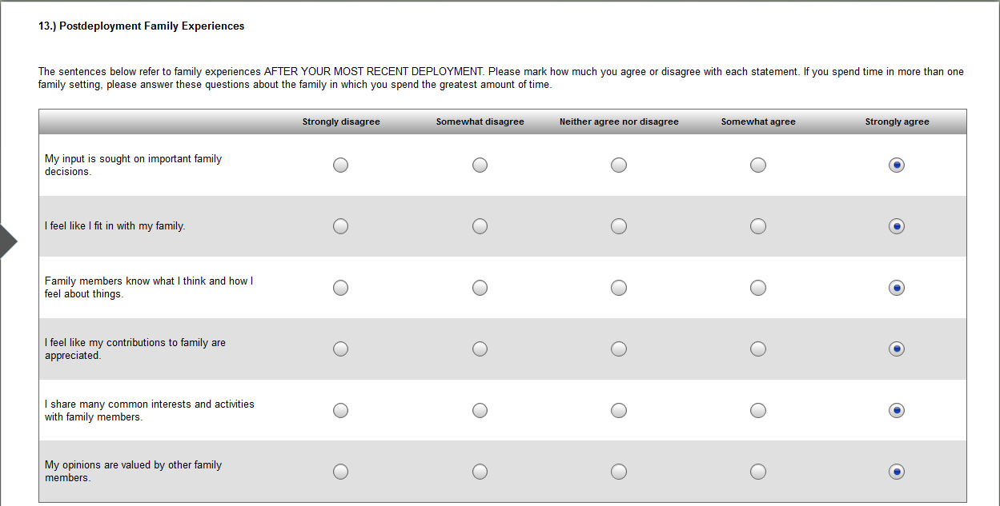 13.) Postdeployment Family Experiences
The sentences below refer to family experiences AFTER YOUR MOST RECENT DEPLOYMENT. Please mark how much you agree or disagree with each statement. If you spend time in more than one
family setting, please answer these questions about the family in which you spend the greatest amount of time.
Strongly disagree Somewhat disagree Neither agree nor disagree Somewhat agree Strongly agree
My input is sought on important family
decisions.
I feel like I fit in with my family.
Family members know what I think and how I
feel about things.
I feel like my contributions to family are
appreciated.
I share many common interests and activities
with family members.
My opinions are valued by other family
members.